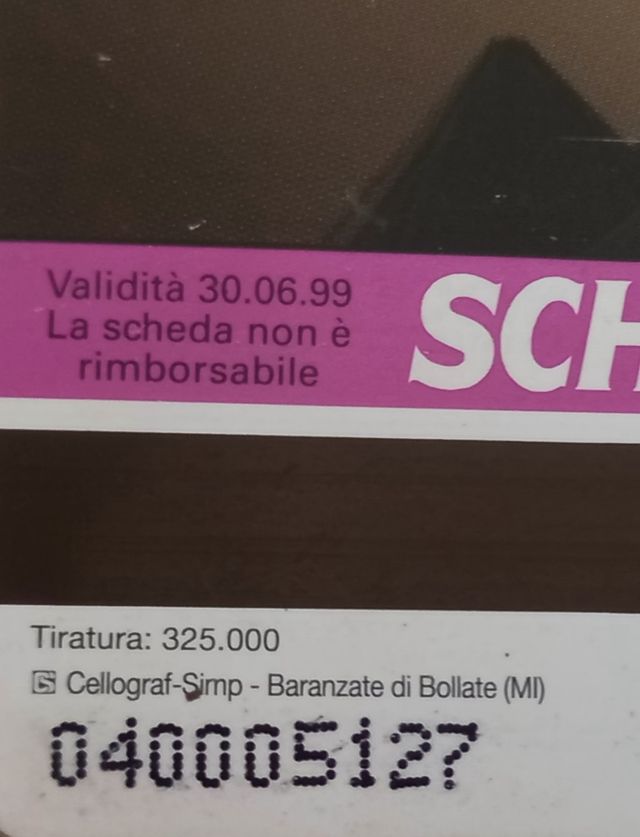 Validità 30.06.99
La scheda non è
rimborsabile
SCH
Tiratura: 325.000
S Cellograf-Simp - Baranzate di Bollate (MI)
040005127